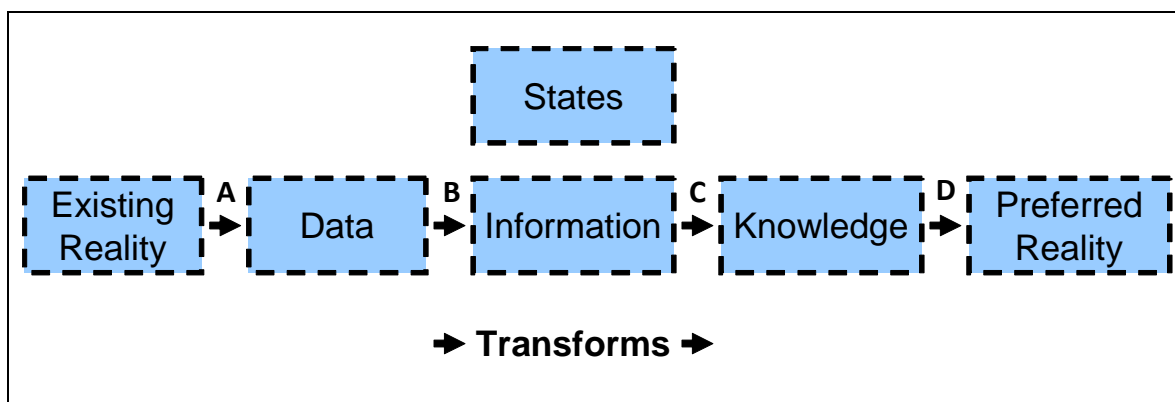 States
A
B
C
D
Existing
Reality
Data
Information
Knowledge
Preferred
Reality
Transforms